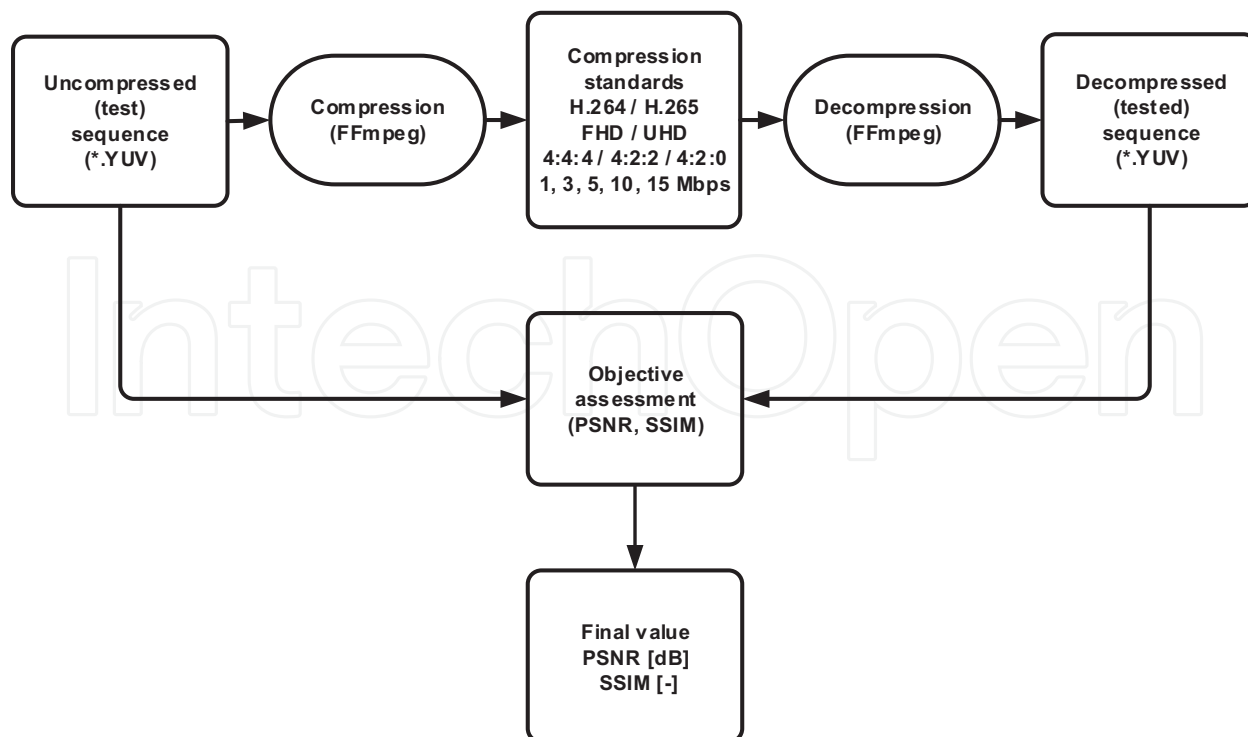 Uncompressed
(test)
sequence
(*.YUV)
Compression
(FFmpeg)
Compression
standards
H.264 / H.265
FHD / UHD
4:4:4 / 4:2:2 / 4:2:0
1, 3, 5, 10, 15 Mbps
Decompression
(FFmpeg)
Decompressed
(tested)
sequence
(*.YUV)
IntechOpen
Objective
assessment
(PSNR, SSIM)
Final value
PSNR [dB]
SSIM [-]